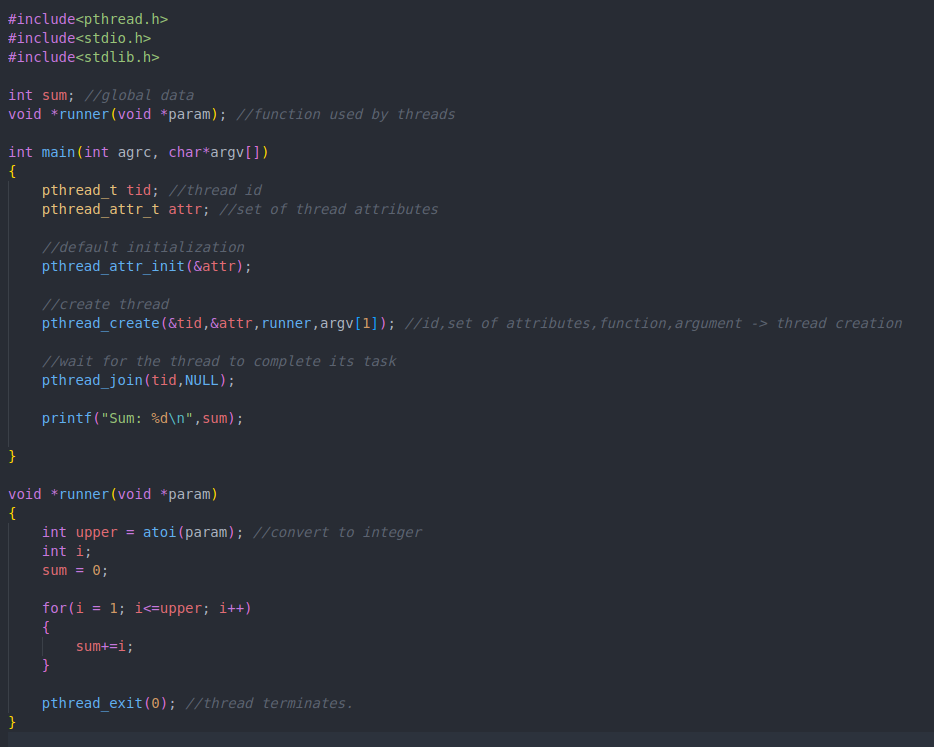 #include<pthread.h>
#include<stdio.h>
#include<stdlib.h>
int sum; //global data
void *runner(void *param); //function used by threads
int main(int agrc, char*argv[])
{
pthread_t tid; //thread id
pthread_attr_t attr; //set of thread attributes
//default initialization
pthread_attr_init(&attr);
//create thread
pthread_create(&tid,&attr,runner,argv[1]); //id,set of attributes,function,argument -> thread creation
//wait for the thread to complete its task
pthread_join(tid,NULL);
printf("Sum: %d\n",sum);
}
void *runner(void *param)
{
int upper = atoi(param); //convert to integer
int i;
sum = 0;
for(i = 1; i<=upper; i++)
{
sum+=i;
}
pthread_exit(0); //thread terminates.
}